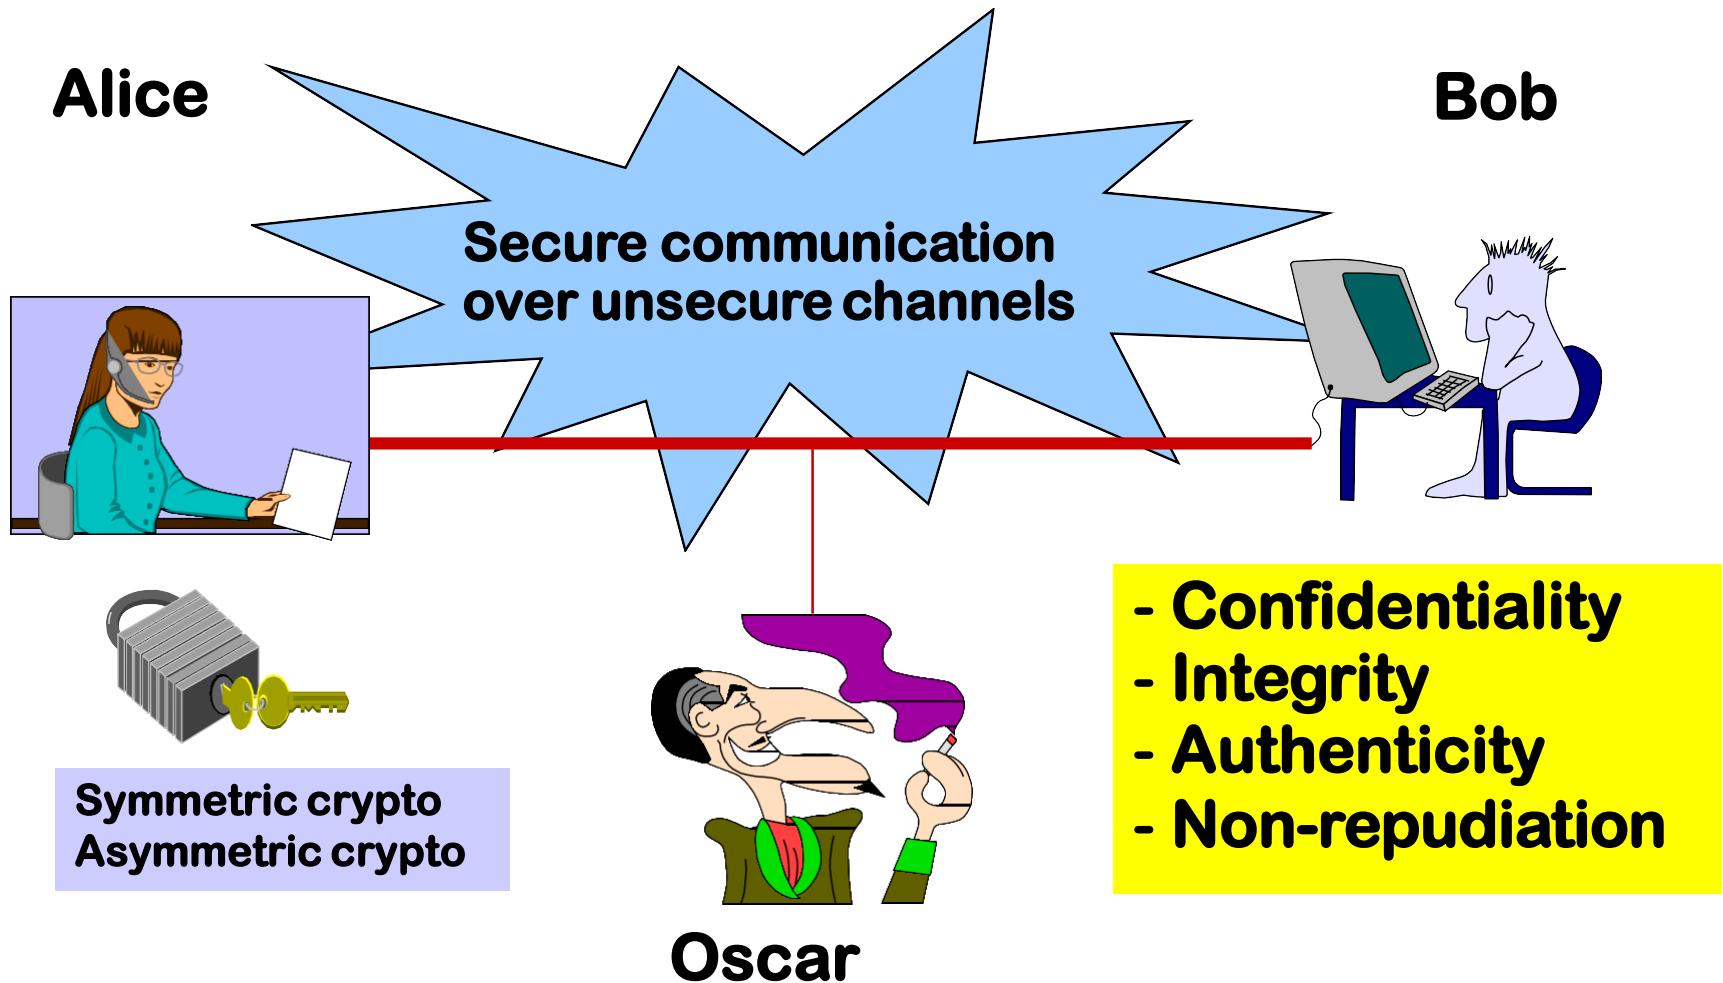 Alice
Bob
Secure communication
over unsecure channels
- Confidentiality
- Integrity
- Authenticity
- Non-repudiation
Symmetric crypto
Asymmetric crypto
Oscar